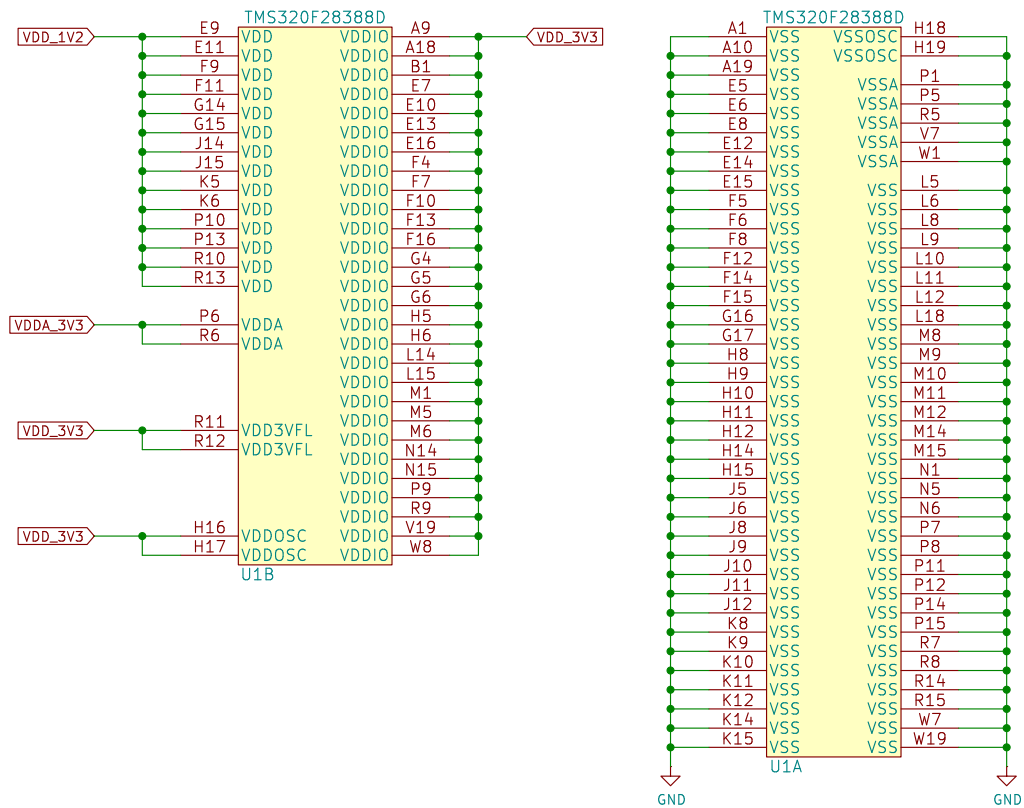 TMS320F28388D
VDD_1V2 E9 VDD VDDIO A9 VDD_3V3
E11 VDD VDDIO A18
F9 VDD VDDIO B1
F11 VDD VDDIO E7
G14 VDD VDDIO E10
G15 VDD VDDIO E13
J14 VDD VDDIO E16
J15 VDD VDDIO F4
K5 VDD VDDIO F7
K6 VDD VDDIO F10
P10 VDD VDDIO F13
P13 VDD VDDIO F16
R10 VDD VDDIO G4
R13 VDD VDDIO G5
VDDIO G6
VDDA_3V3 P6 VDDA VDDIO H5
R6 VDDA VDDIO H6
VDDIO L14
VDDIO L15
VDDIO M1
VDDIO M5
VDD_3V3 R11 VDD3VFL VDDIO M6
R12 VDD3VFL VDDIO N14
VDDIO N15
VDDIO P9
VDDIO R9
VDD_3V3 H16 VDDOSC VDDIO V19
H17 VDDOSC VDDIO W8
U1B
TMS320F28388D
A1 VSS VSSOSC H18
A10 VSS VSSOSC H19
A19 VSS VSSA P1
E5 VSS VSSA P5
E6 VSS VSSA R5
E8 VSS VSSA V7
E12 VSS VSSA W1
E14 VSS
E15 VSS VSS L5
F5 VSS VSS L6
F6 VSS VSS L8
F8 VSS VSS L9
F12 VSS VSS L10
F14 VSS VSS L11
F15 VSS VSS L12
G16 VSS VSS L18
G17 VSS VSS M8
H8 VSS VSS M9
H9 VSS VSS M10
H10 VSS VSS M11
H11 VSS VSS M12
H12 VSS VSS M14
H14 VSS VSS M15
H15 VSS VSS N1
J5 VSS VSS N5
J6 VSS VSS N6
J8 VSS VSS P7
J9 VSS VSS P8
J10 VSS VSS P11
J11 VSS VSS P12
J12 VSS VSS P14
K8 VSS VSS P15
K9 VSS VSS R7
K10 VSS VSS R8
K11 VSS VSS R14
K12 VSS VSS R15
K14 VSS VSS W7
K15 VSS VSS W19
U1A
GND GND